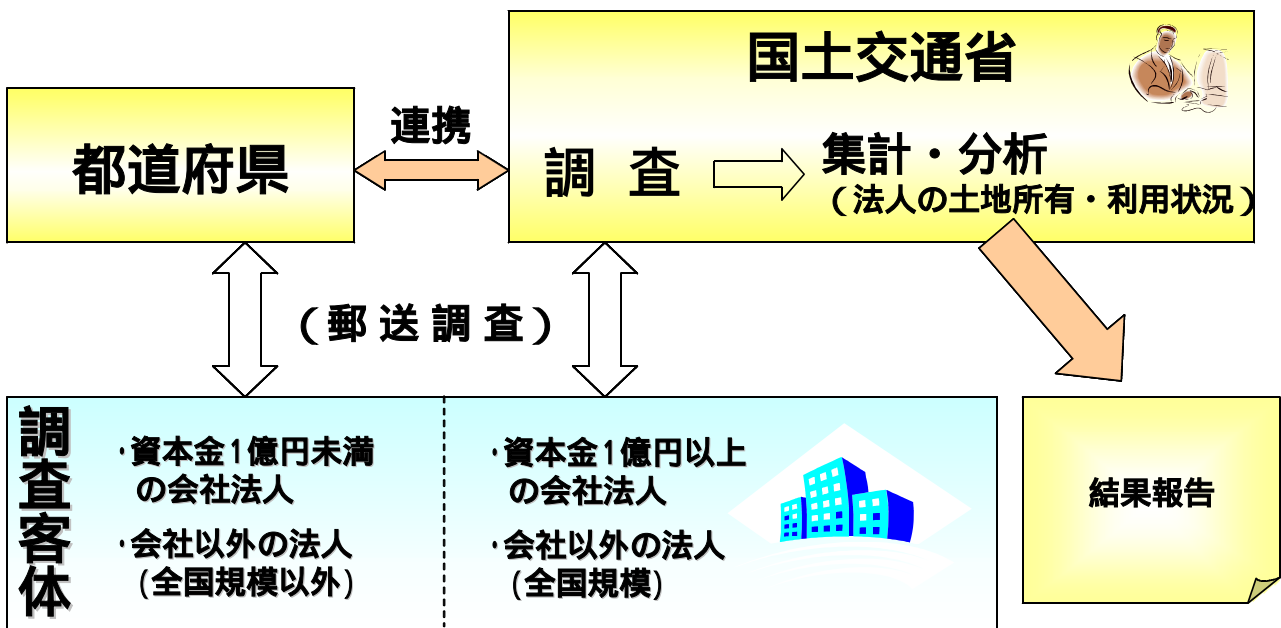 国土交通省
都道府県
連携
調 査
集計・分析
（法人の土地所有・利用状況）
（郵 送 調 査）
調査客体
・資本金1億円未満
の会社法人
・会社以外の法人
(全国規模以外)
・資本金1億円以上
の会社法人
・会社以外の法人
(全国規模)
結果報告